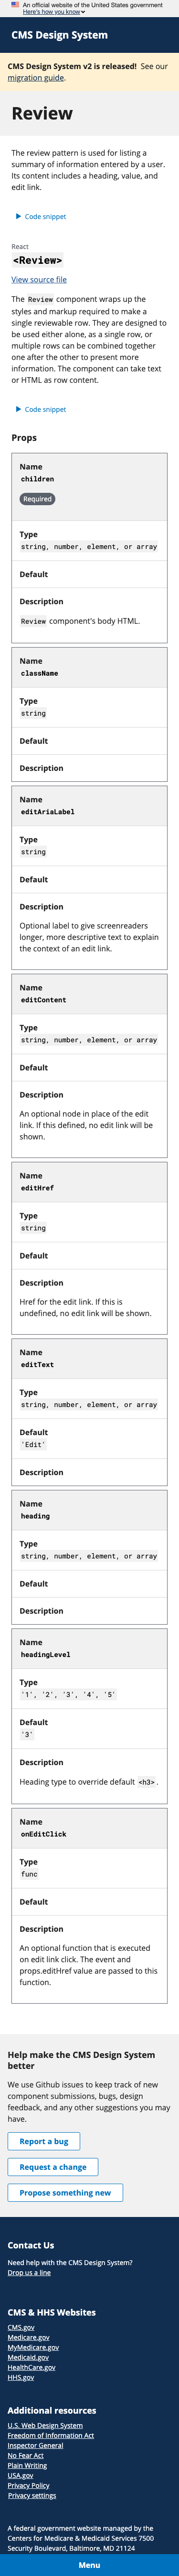 An official website of the United States government
Here's how you know
CMS Design System
CMS Design System v2 is released! See our
migration guide.
Review
The review pattern is used for listing a
summary of information entered by a user.
Its contents includes a heading, value, and
edit link.
Code snippet
React
<Review>
View source file
The Review component wraps up the
styles and markup required to make a
single reviewable row. They are designed to
be used either alone, as a single row, or
multiple rows can be combined together
one after the other to present more
information. The component can take text
or HTML as row content.
Code snippet
Props
Name
children
Required
Type
string, number, element, or array
Default
Description
Review component's body HTML.
Name
className
Type
string
Default
Description
Name
editAriaLabel
Type
string
Default
Description
Optional label to give screenreaders
longer, more descriptive text to explain
the context of an edit link.
Name
editContent
Type
string, number, element, or array
Default
Description
An optional node in place of the edit
link. If this defined, no edit link will be
shown.
Name
editHref
Type
string
Default
Description
Href for the edit link. If this is
undefined, no edit link will be shown.
Name
editText
Type
string, number, element, or array
Default
'Edit'
Description
Name
heading
Type
string, number, element, or array
Default
Description
Name
headingLevel
Type
'1', '2', '3', '4', '5'
Default
'3'
Description
Heading type to override default <h3>.
Name
onEditClick
Type
func
Default
Description
An optional function that is executed
on edit link click. The event and
props.editHref value are passed to this
function.
Help make the CMS Design System
better
We use Github issues to keep track of new
component submissions, bugs, design
feedback, and any other suggestions you may
have.
Report a bug
Request a change
Propose something new
Contact Us
Need help with the CMS Design System?
Drop us a line
CMS & HHS Websites
CMS.gov
Medicare.gov
MyMedicare.gov
Medicaid.gov
HealthCare.gov
HHS.gov
Additional resources
U.S. Web Design System
Freedom of Information Act
Inspector General
No Fear Act
Plain Writing
USA.gov
Privacy Policy
Privacy settings
A federal government website managed by the
Centers for Medicare & Medicaid Services 7500
Security Boulevard, Baltimore, MD 21244
Menu